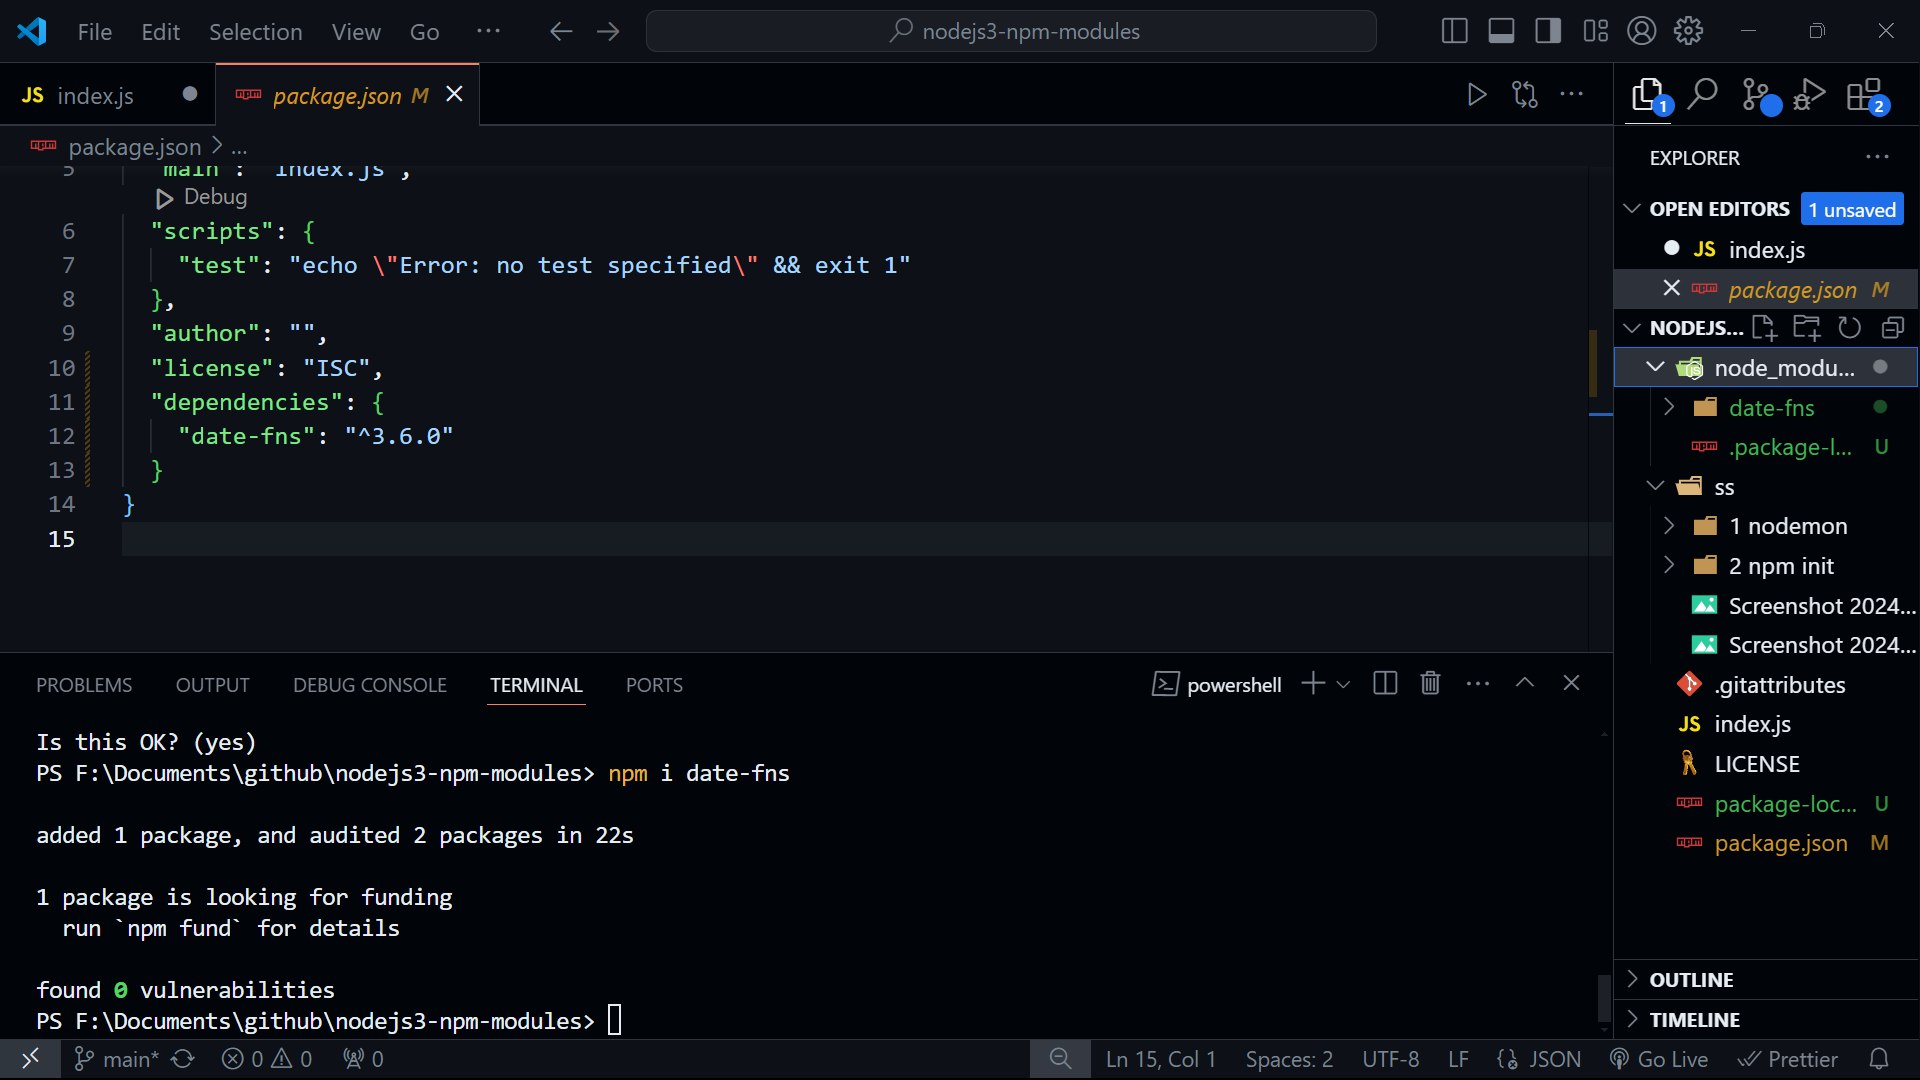 File Edit Selection View Go ··· nodejs3-npm-modules
JS index.js package.json M
package.json > ...
5 "main": "index.js",
Debug
6 "scripts": {
7 "test": "echo \"Error: no test specified\" && exit 1"
8 },
9 "author": "",
10 "license": "ISC",
11 "dependencies": {
12 "date-fns": "^3.6.0"
13 }
14 }
15
PROBLEMS OUTPUT DEBUG CONSOLE TERMINAL PORTS powershell
Is this OK? (yes)
PS F:\Documents\github\nodejs3-npm-modules> npm i date-fns
added 1 package, and audited 2 packages in 22s
1 package is looking for funding
run `npm fund` for details
found 0 vulnerabilities
PS F:\Documents\github\nodejs3-npm-modules>
1 2
EXPLORER
OPEN EDITORS 1 unsaved
JS index.js
package.json M
NODEJS...
node_modu...
date-fns
.package-l... U
ss
1 nodemon
2 npm init
Screenshot 2024...
Screenshot 2024...
.gitattributes
JS index.js
LICENSE
package-loc... U
package.json M
OUTLINE
TIMELINE
main* 0 0 0 Ln 15, Col 1 Spaces: 2 UTF-8 LF JSON Go Live Prettier